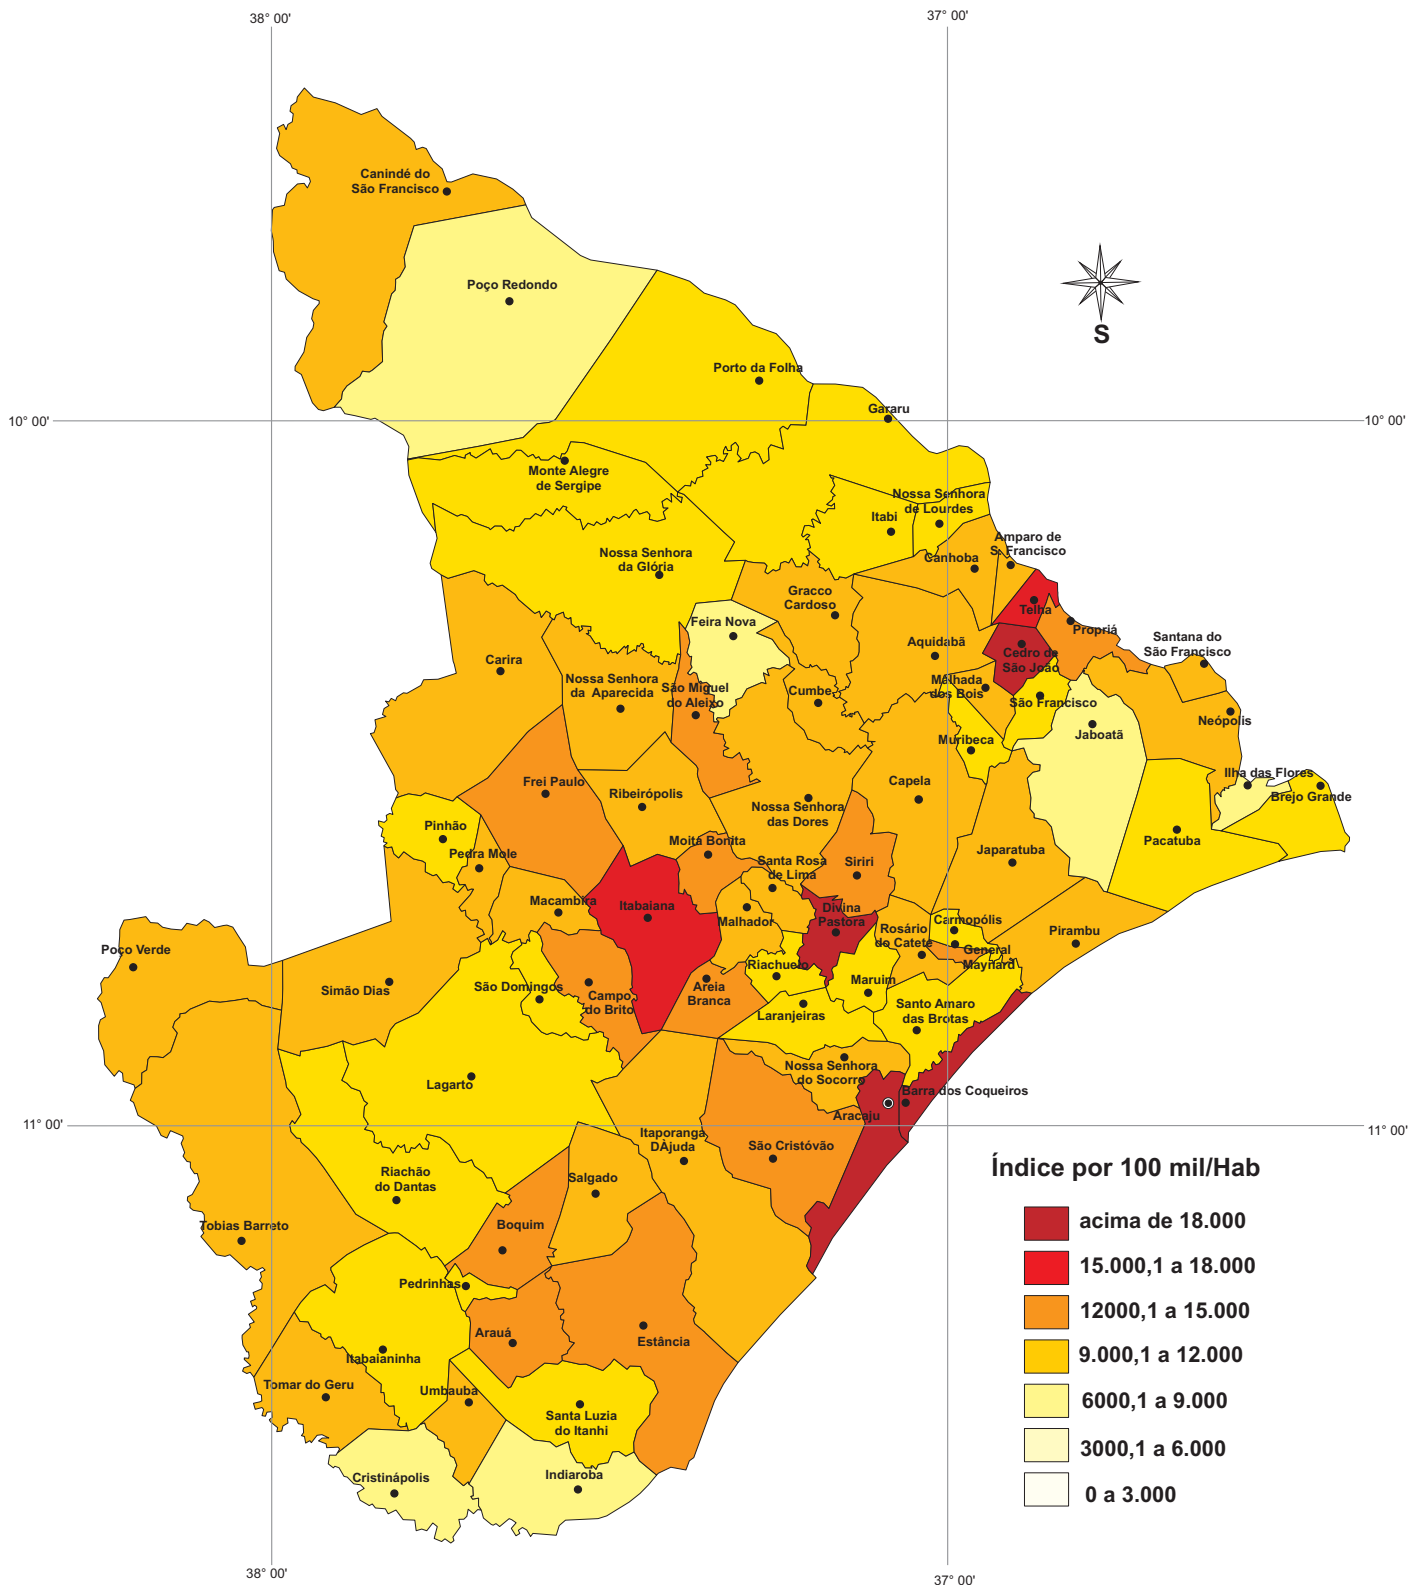 38° 00'
37° 00'
Canindé do
São Francisco
Poço Redondo
S
Porto da Folha
Gararu
10° 00'
10° 00'
Monte Alegre
de Sergipe
Nossa Senhora
de Lourdes
Itabi
Amparo de
S. Francisco
Nossa Senhora
da Glória
Canhoba
Gracco
Cardoso
Telha
Feira Nova
Propriá
Santana do
São Francisco
Aquidabã
Cedro de
São João
Carira
Nossa Senhora
da Aparecida
São Miguel
do Aleixo
Cumbe
Malhada
dos Bois
São Francisco
Neópolis
Jaboatã
Muribeca
Frei Paulo
Ribeirópolis
Capela
Ilha das Flores
Brejo Grande
Nossa Senhora
das Dores
Pinhão
Pacatuba
Moita Bonita
Pedra Mole
Santa Rosa
de Lima
Siriri
Japaratuba
Macambira
Itabaiana
Malhador
Divina
Pastora
Carmopólis
Rosário
do Catete
Pirambu
Poço Verde
General
Maynard
Riachuelo
Simão Dias
São Domingos
Campo
do Brito
Areia
Branca
Maruim
Laranjeiras
Santo Amaro
das Brotas
Nossa Senhora
do Socorro
Lagarto
Barra dos Coqueiros
Aracaju
11° 00'
11° 00'
Itaporanga
DÀjuda
São Cristóvão
Riachão
do Dantas
Salgado
Tobias Barreto
Boquim
Pedrinhas
Arauá
Estância
Itabaianinha
Tomar do Geru
Umbauba
Santa Luzia
do Itanhi
Cristinápolis
Indiaroba
Índice por 100 mil/Hab
acima de 18.000
15.000,1 a 18.000
12000,1 a 15.000
9.000,1 a 12.000
6000,1 a 9.000
3000,1 a 6.000
0 a 3.000
38° 00'
37° 00'